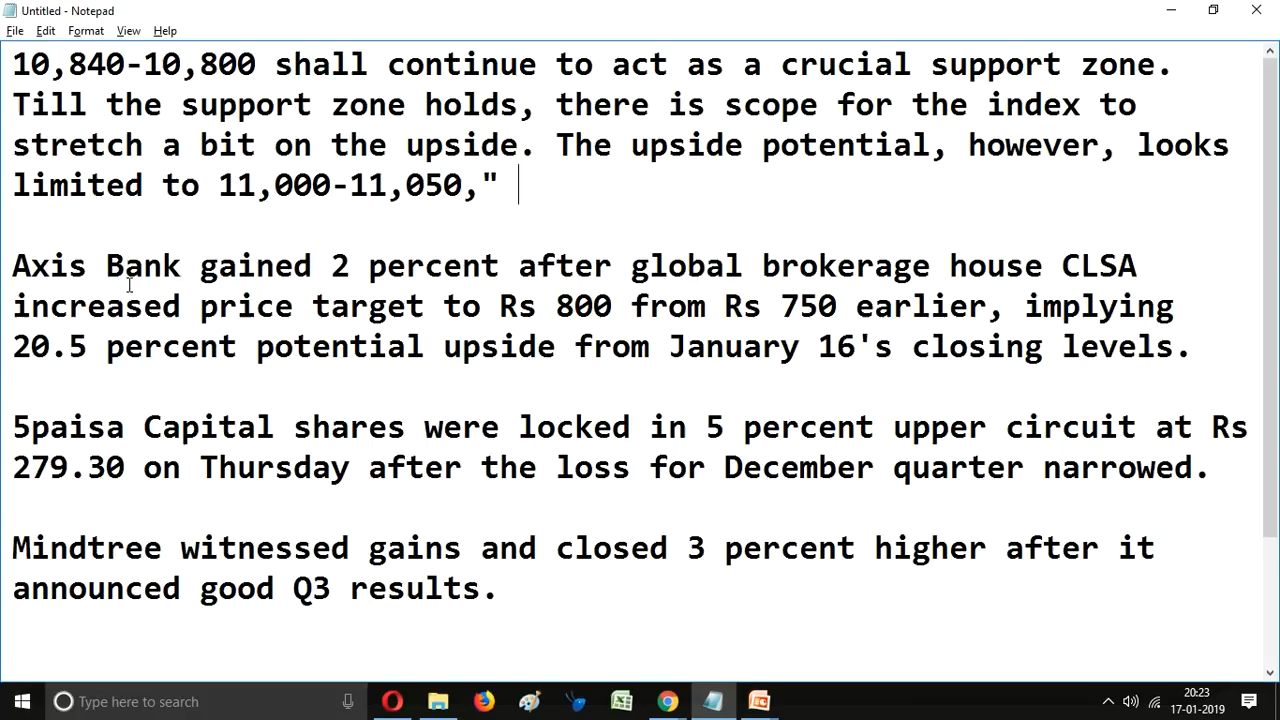 Untitled - Notepad
File Edit Format View Help
10,840-10,800 shall continue to act as a crucial support zone.
Till the support zone holds, there is scope for the index to
stretch a bit on the upside. The upside potential, however, looks
limited to 11,000-11,050,"
Axis Bank gained 2 percent after global brokerage house CLSA
increased price target to Rs 800 from Rs 750 earlier, implying
20.5 percent potential upside from January 16's closing levels.
5paisa Capital shares were locked in 5 percent upper circuit at Rs
279.30 on Thursday after the loss for December quarter narrowed.
Mindtree witnessed gains and closed 3 percent higher after it
announced good Q3 results.
Type here to search
20:23
17-01-2019